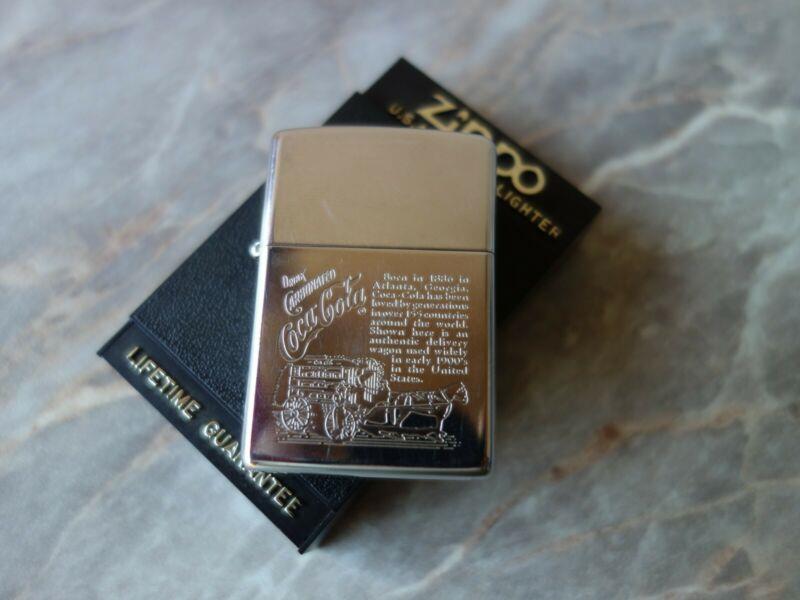 Zippo
LIGHTER
DRINK
CARBONATED
Coca-Cola
Born in 1886 in
Atlanta, Georgia,
Coca-Cola has been
loved by generations
in over 195 countries
around the world.
Shown here is an
authentic delivery
wagon used widely
in early 1900's
in the United
States.
LIFETIME GUARANTEE